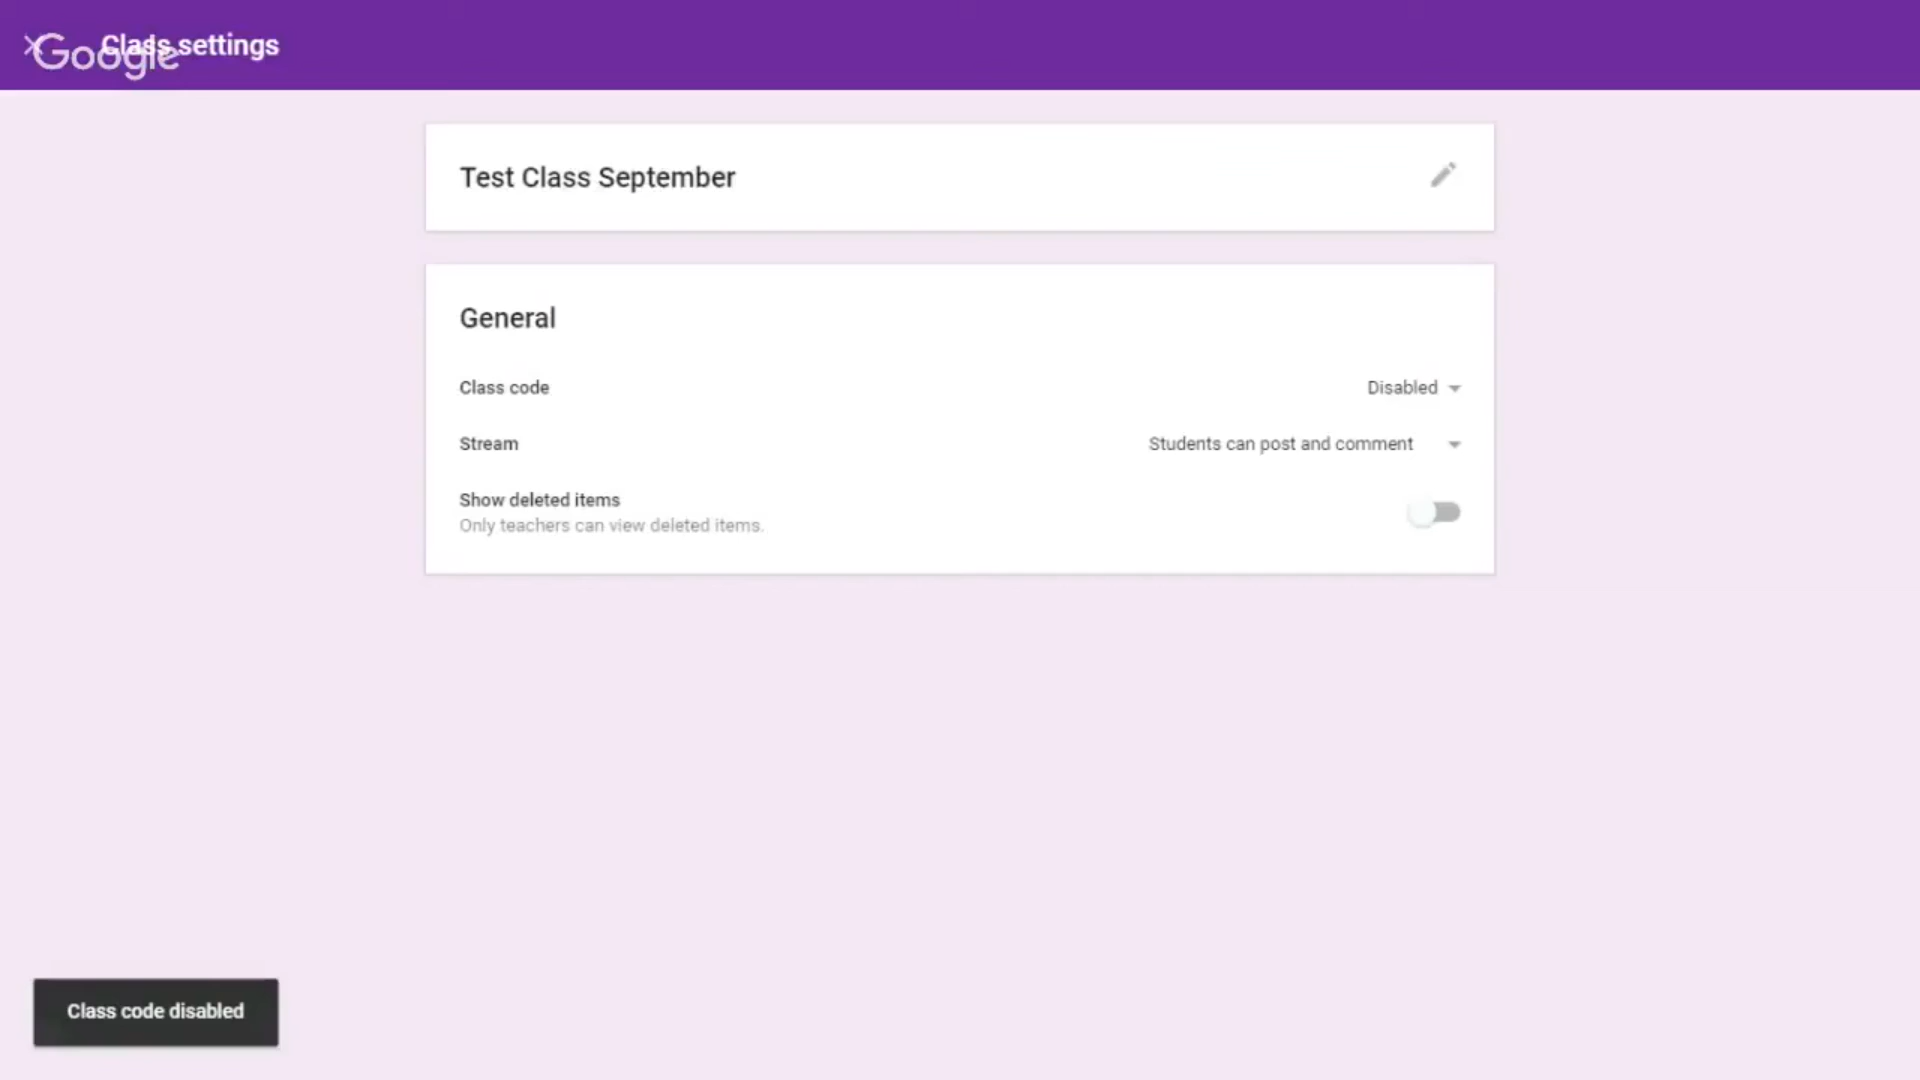 Google
Class settings
Test Class September
General
Class code
Disabled
Stream
Students can post and comment
Show deleted items
Only teachers can view deleted items.
Class code disabled